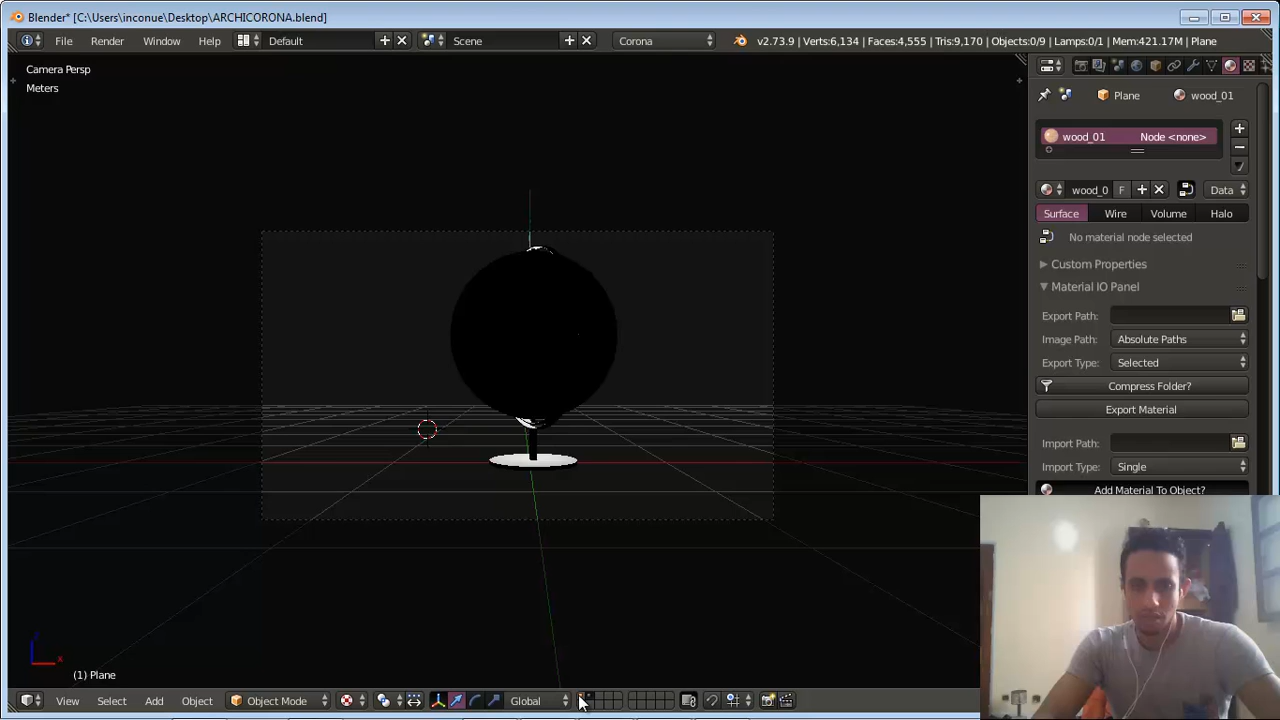 Blender* [C:\Users\inconue\Desktop\ARCHICORONA.blend]
File Render Window Help Default Scene Corona v2.73.9 | Verts:6,134 | Faces:4,555 | Tris:9,170 | Objects:0/9 | Lamps:0/1 | Mem:421.17M | Plane
Camera Persp
Meters
Plane wood_01
wood_01 Node <none>
wood_0 F Data
Surface Wire Volume Halo
No material node selected
Custom Properties
Material IO Panel
Export Path:
Image Path: Absolute Paths
Export Type: Selected
Compress Folder?
Export Material
Import Path:
Import Type: Single
Add Material To Object?
x
(1) Plane
View Select Add Object Object Mode Global